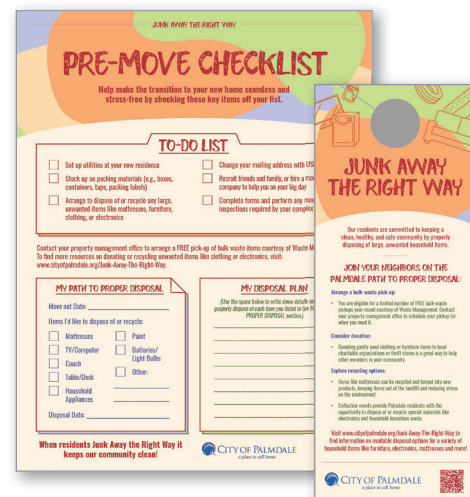 JUNK AWAY THE RIGHT WAY
PRE-MOVE CHECKLIST
Help make the transition to your new home seamless and
stress-free by checking these key items off your list.
TO-DO LIST
Set up utilities at your new residence
Stock up on packing materials (e.g., boxes,
containers, tape, packing labels)
Arrange to dispose of or recycle any large,
unwanted items like mattresses, furniture,
clothing, or electronics
Change your mailing address with
Recruit friends and family, or hire a
company to help you on your big day
Complete forms and perform any
inspections required by your
Contact your property management office to arrange a FREE pick-up of bulk waste items courtesy of Waste M
To find more resources on donating or recycling unwanted items like clothing or electronics, visit:
www.cityofpalmdale.org/Junk-Away-The-Right-Way.
MY PATH TO PROPER DISPOSAL
Move out Date:
Items I'd like to dispose of or recycle:
Mattresses
TV/Computer
Couch
Table/Desk
Household
Appliances
Paint
Batteries/
Light Bulbs
Other:
Disposal Date:
MY DISPOSAL PLAN
(Use the space below to write down details
properly dispose of each item you listed in the
PROPER DISPOSAL section.)
When residents Junk Away the Right Way it
keeps our community clean!
CITY OF PALMDALE
a place to call home
JUNK AWAY
THE RIGHT WAY
Our residents are committed to keeping a
clean, healthy, and safe community by properly
disposing of large, unwanted household items.
JOIN YOUR NEIGHBORS ON THE
PALMDALE PATH TO PROPER DISPOSAL:
Arrange a bulk-waste pick-up:
• You are eligible for a limited number of FREE bulk-waste
pickups year round courtesy of Waste Management. Contact
your property management office to schedule your pickup for
when you need it.
Consider donation:
• Donating gently used clothing or furniture items to local
charitable organizations or thrift stores is a great way to help
other members in your community.
Explore recycling options:
• Items like mattresses can be recycled and turned into new
products, keeping items out of the landfill and reducing stress
on the environment.
• Collection events provide Palmdale residents with the
opportunity to dispose of or recycle special materials like
electronics and household hazardous waste.
Visit www.cityofpalmdale.org/Junk-Away-The-Right-Way to
find information on available disposal options for a variety of
household items like furniture, electronics, mattresses and more!
CITY OF PALMDALE
a place to call home